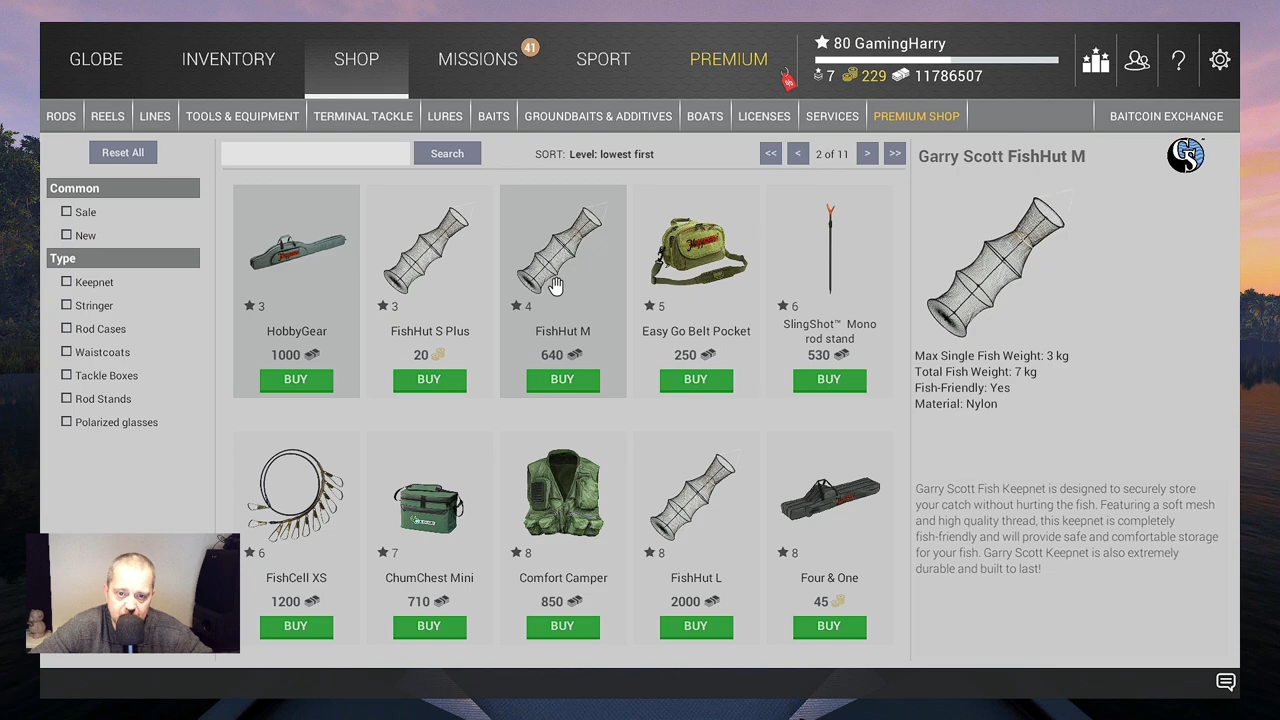 GLOBE
INVENTORY
SHOP
MISSIONS
41
SPORT
PREMIUM
%
80 GamingHarry
7 229 11786507
?
RODS
REELS
LINES
TOOLS & EQUIPMENT
TERMINAL TACKLE
LURES
BAITS
GROUNDBAITS & ADDITIVES
BOATS
LICENSES
SERVICES
PREMIUM SHOP
BAITCOIN EXCHANGE
Reset All
Search
SORT: Level: lowest first
<< < 2 of 11 > >>
Common
Sale
New
Type
Keepnet
Stringer
Rod Cases
Waistcoats
Tackle Boxes
Rod Stands
Polarized glasses
3
HobbyGear
1000
BUY
3
FishHut S Plus
20
BUY
4
FishHut M
640
BUY
5
Easy Go Belt Pocket
250
BUY
6
SlingShot™ Mono
rod stand
530
BUY
6
FishCell XS
1200
BUY
7
ChumChest Mini
710
BUY
8
Comfort Camper
850
BUY
8
FishHut L
2000
BUY
8
Four & One
45
BUY
Garry Scott FishHut M
GS
Max Single Fish Weight: 3 kg
Total Fish Weight: 7 kg
Fish-Friendly: Yes
Material: Nylon
Garry Scott Fish Keepnet is designed to securely store
your catch without hurting the fish. Featuring a soft mesh
and high quality thread, this keepnet is completely
fish-friendly and will provide safe and comfortable storage
for your fish. Garry Scott Keepnet is also extremely
durable and built to last!